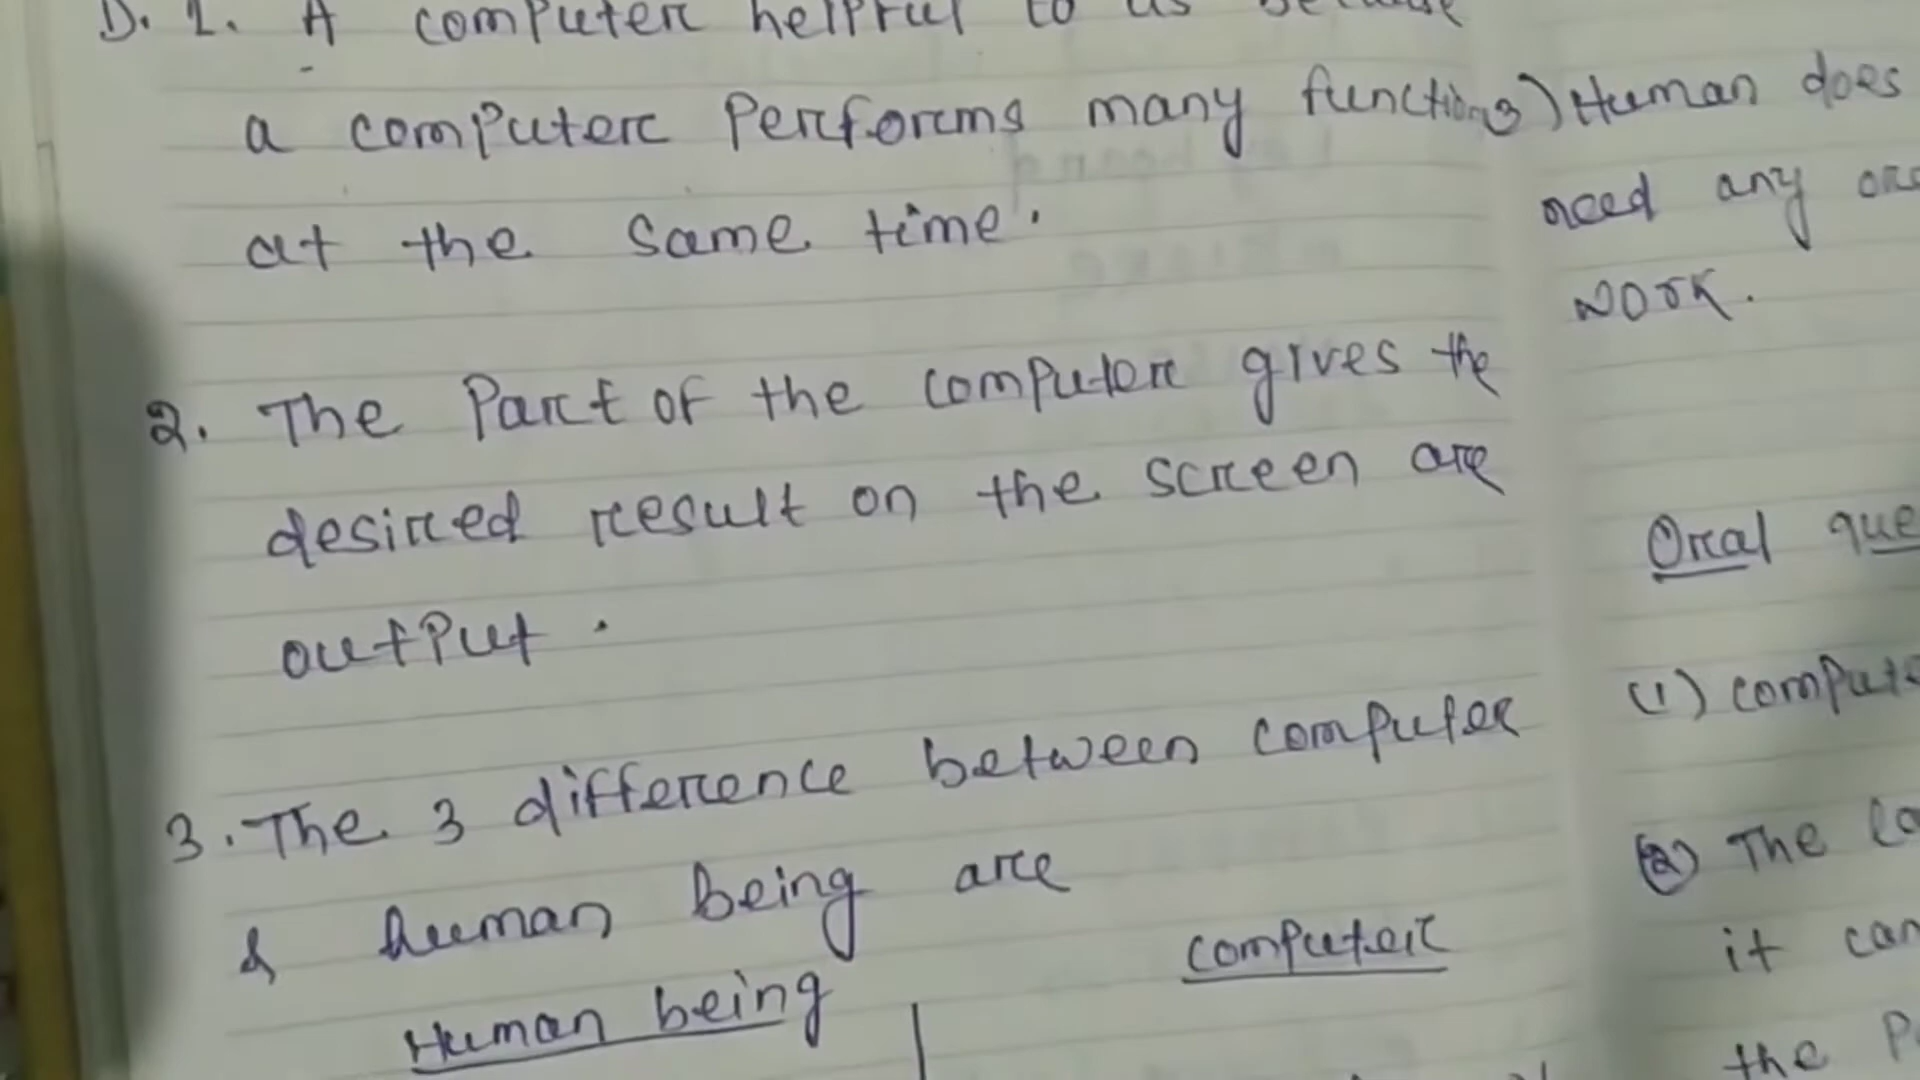 D. 1. A computer helpful to us because
a computer performs many functions
at the same time.
2. The Part of the computer gives the
desired result on the screen are
output.
3. The 3 difference between computer
& human being are
Human being
computer
3) Human does
need any
work.
Oral
(1)
(2) The
it can
the